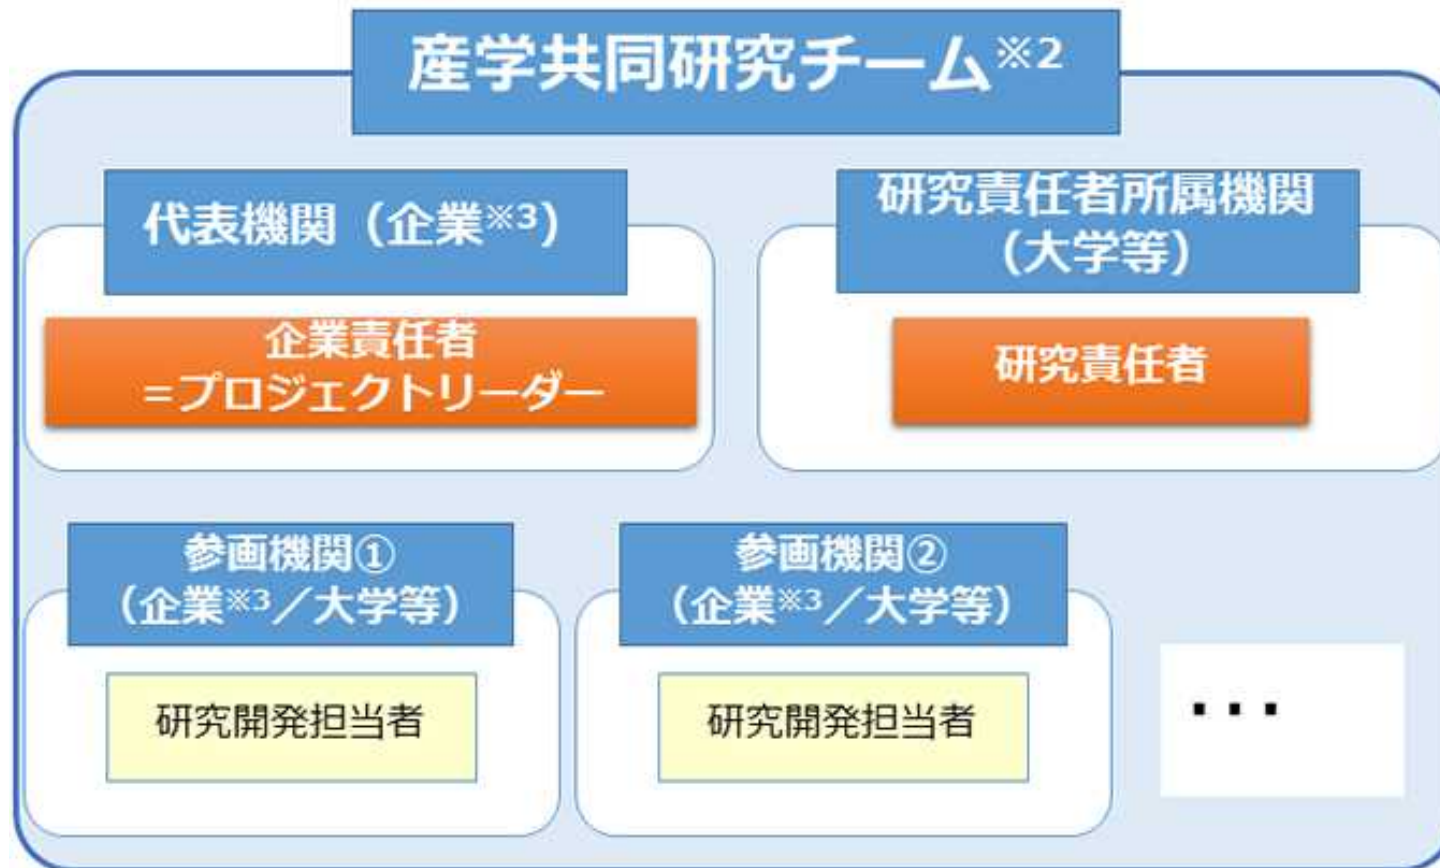 産学共同研究チーム※2
代表機関（企業※3）
企業責任者
=プロジェクトリーダー
研究責任者所属機関
（大学等）
研究責任者
参画機関①
（企業※3／大学等）
研究開発担当者
参画機関②
（企業※3／大学等）
研究開発担当者
・・・